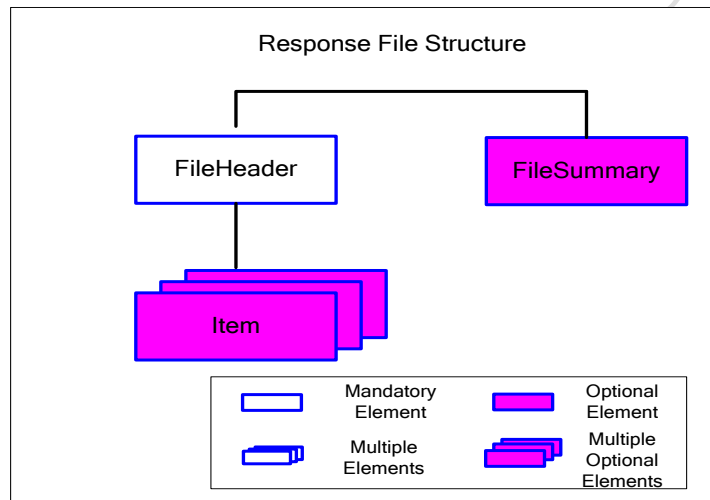 Response File Structure
FileHeader
FileSummary
Item
Mandatory
Element
Optional
Element
Multiple
Elements
Multiple
Optional
Elements